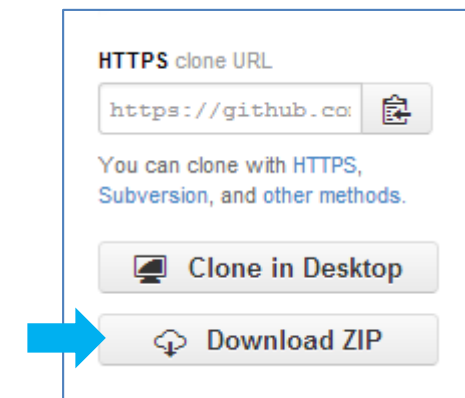 HTTPS clone URL
https://github.co
You can clone with HTTPS,
Subversion, and other methods.
Clone in Desktop
Download ZIP